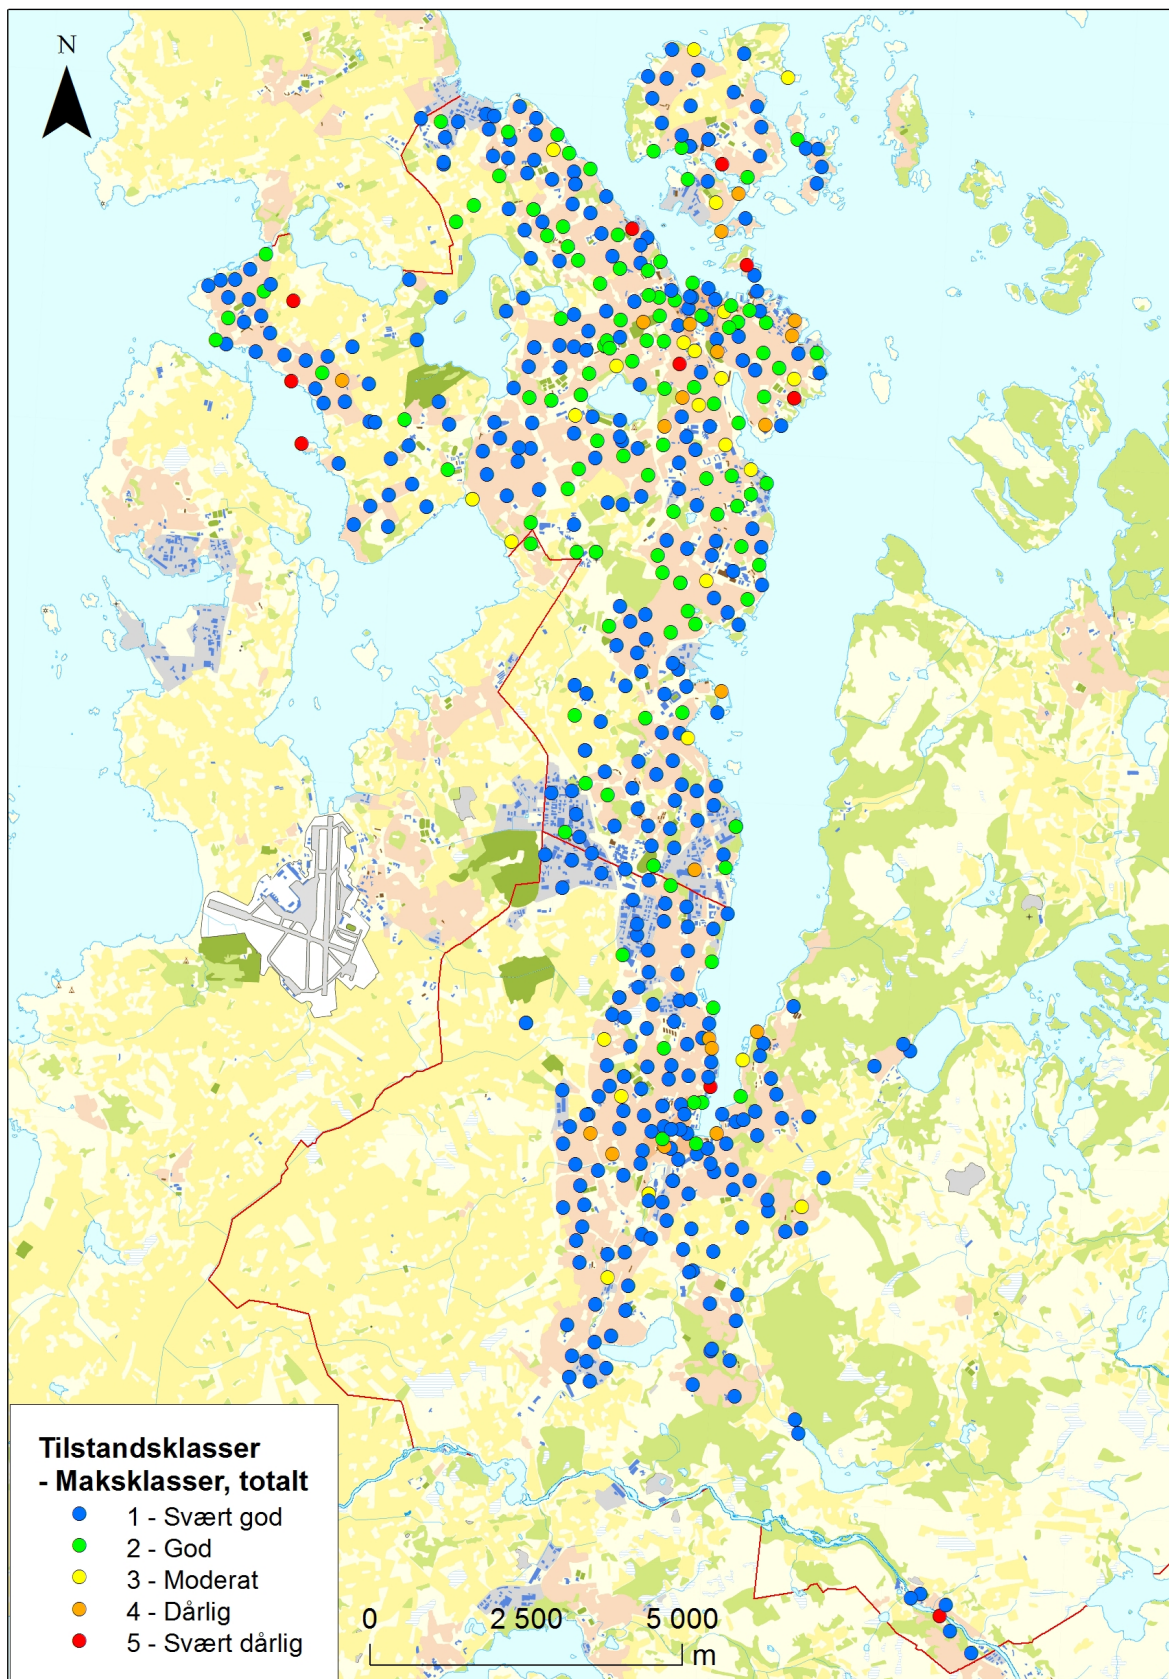 N
Tilstandsklasser
- Maksklasser, totalt
1 - Svært god
2 - God
3 - Moderat
4 - Dårlig
5 - Svært dårlig
0 2 500 5 000
m